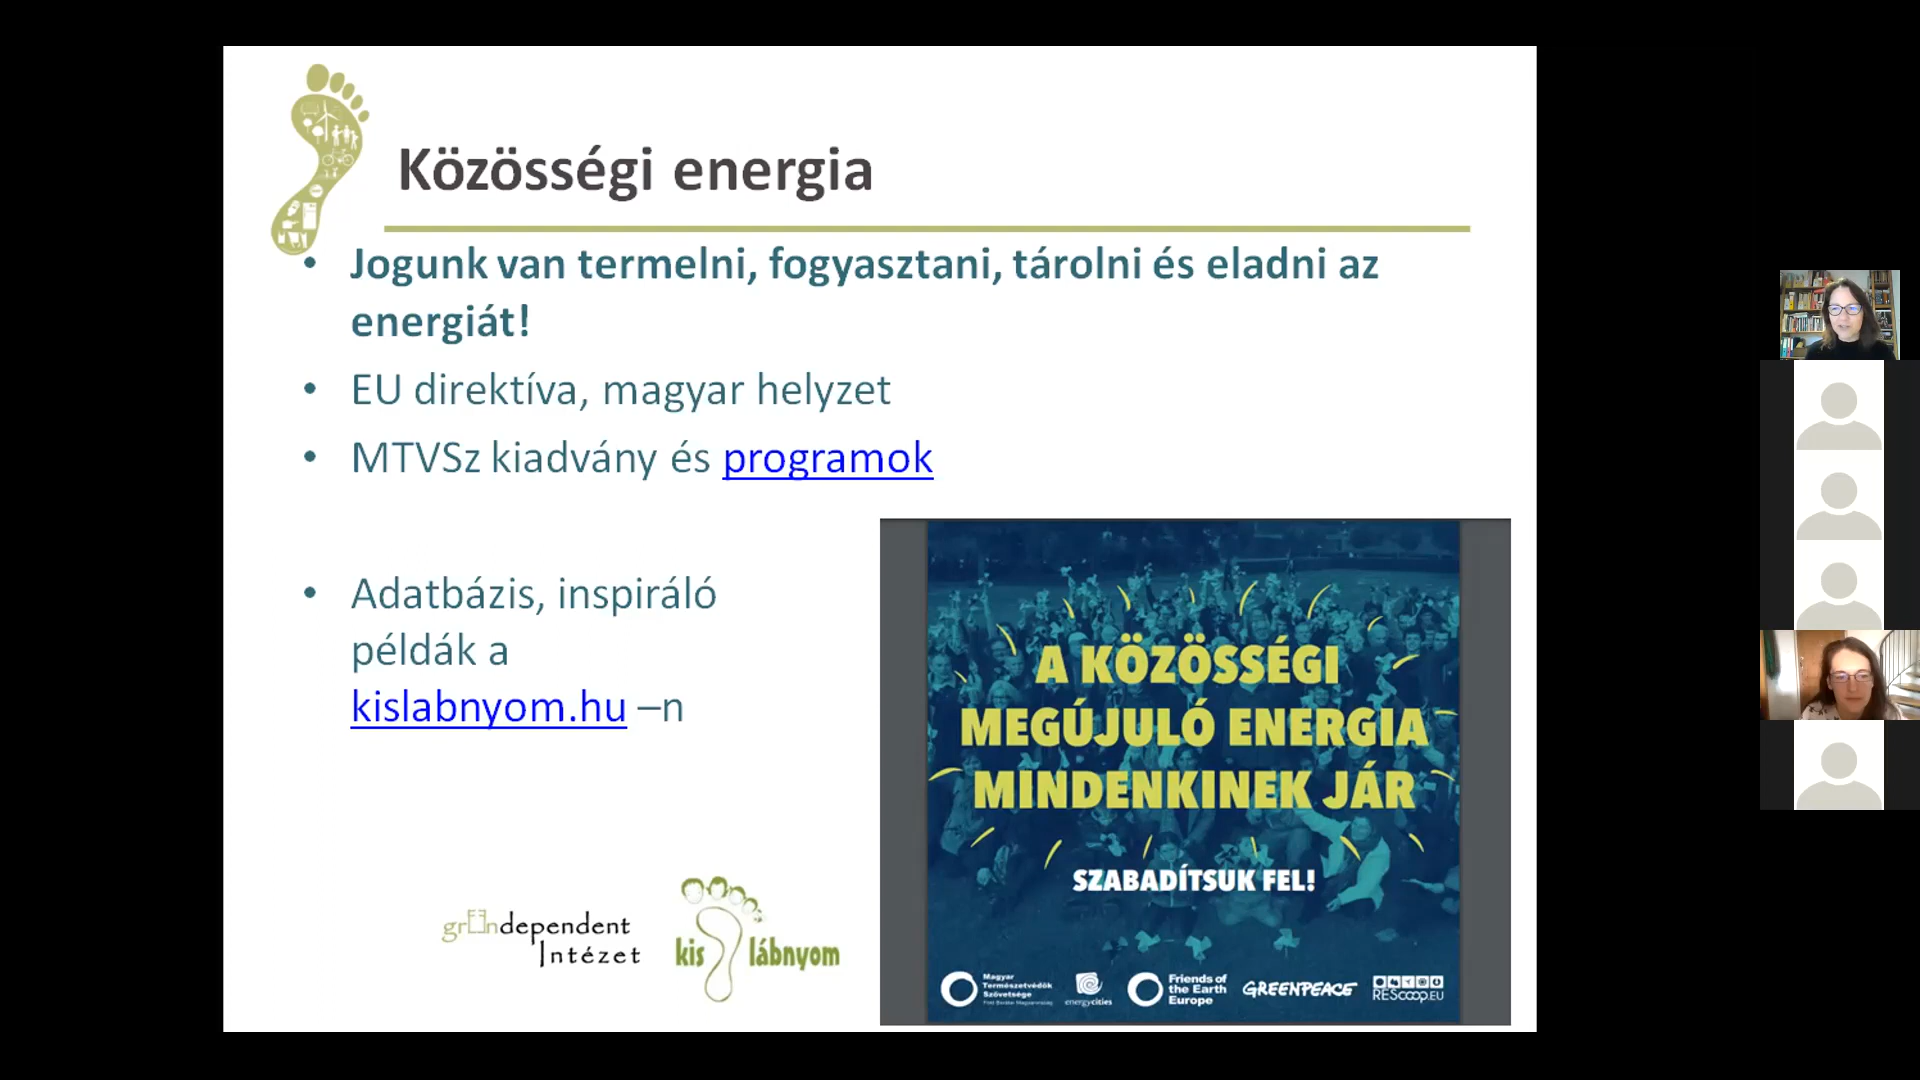 Közösségi energia
• Jogunk van termelni, fogyasztani, tárolni és eladni az
energiát!
• EU direktíva, magyar helyzet
• MTVSz kiadvány és programok
• Adatbázis, inspiráló
példák a
kislabnyom.hu –n
A KÖZÖSSÉGI
MEGÚJULÓ ENERGIA
MINDENKINEK JÁR
SZABADÍTSUK FEL!
Magyar
Természetvédők
Szövetsége
energycities
Friends of
the Earth
Europe
GREENPEACE
REScoop.EU
greendependent
Intézet
kis lábnyom